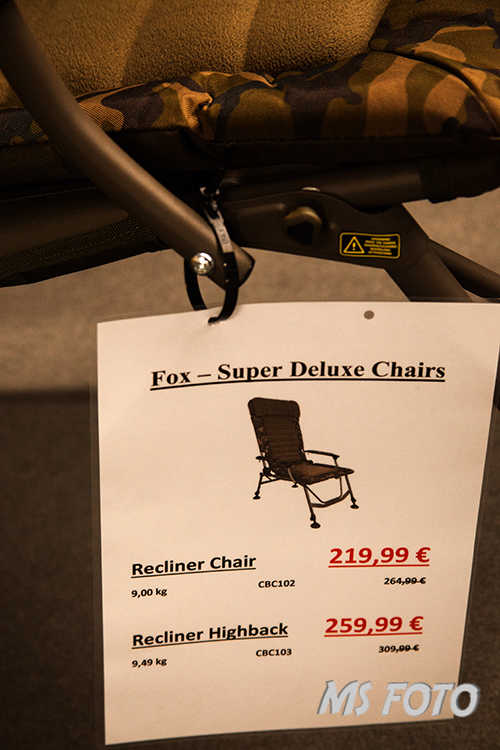 Fox – Super Deluxe Chairs
Recliner Chair 219,99 €
9,00 kg CBC102 264,99 €
Recliner Highback 259,99 €
9,49 kg CBC103 309,99 €
MS FOTO